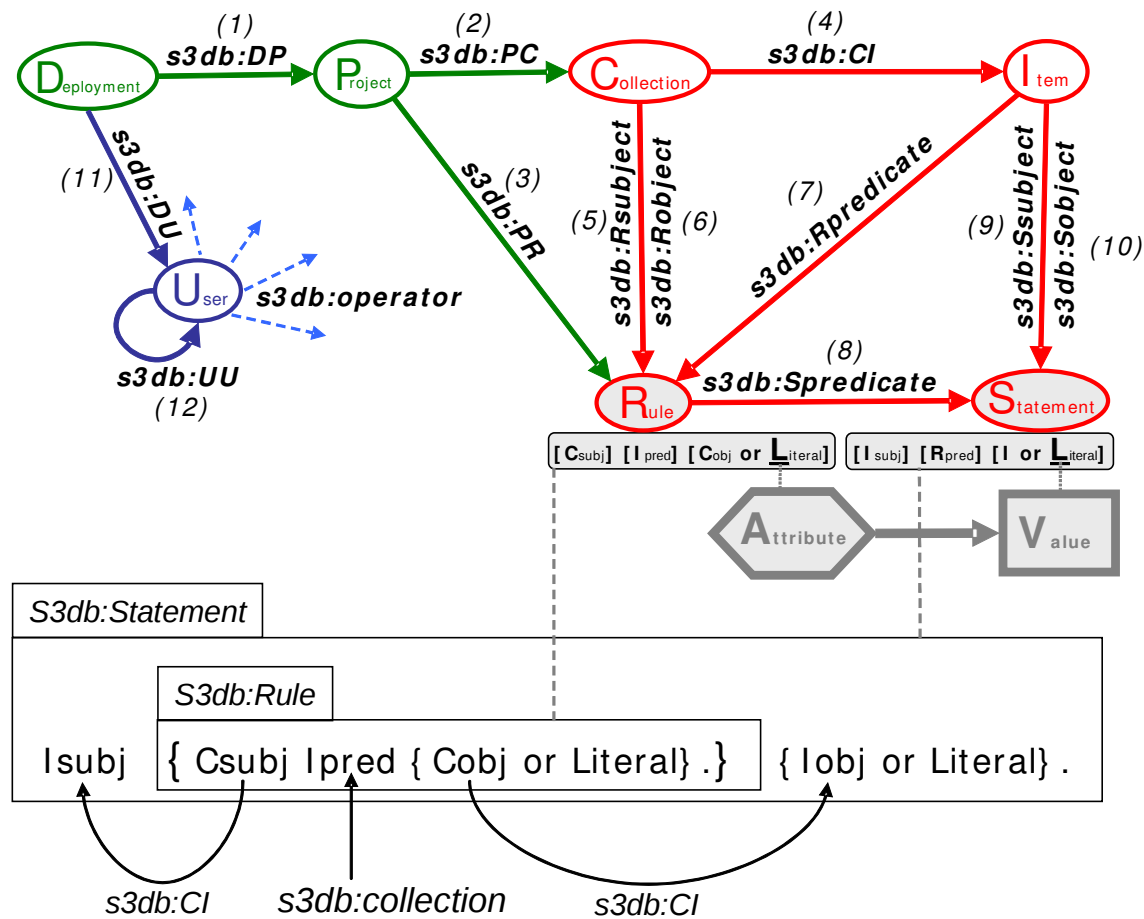 (1)
s3db:DP
(2)
s3db:PC
(4)
s3db:CI
Deployment
Project
Collection
Item
(11)
s3db:DU
(3)
s3db:PR
(5)
s3db:Rsubject
s3db:Robject
(6)
(7)
s3db:Rpredicate
(9)
s3db:Ssubject
s3db:Sobject
(10)
User
s3db:operator
s3db:UU
(12)
(8)
s3db:Spredicate
Rule
Statement
[Csubj] [I pred] [Cobj or Literal]
[I subj] [Rpred] [I or Literal]
Attribute
Value
S3db:Statement
S3db:Rule
Isubj { Csubj Ipred { Cobj or Literal} .} { Iobj or Literal} .
s3db:CI
s3db:collection
s3db:CI